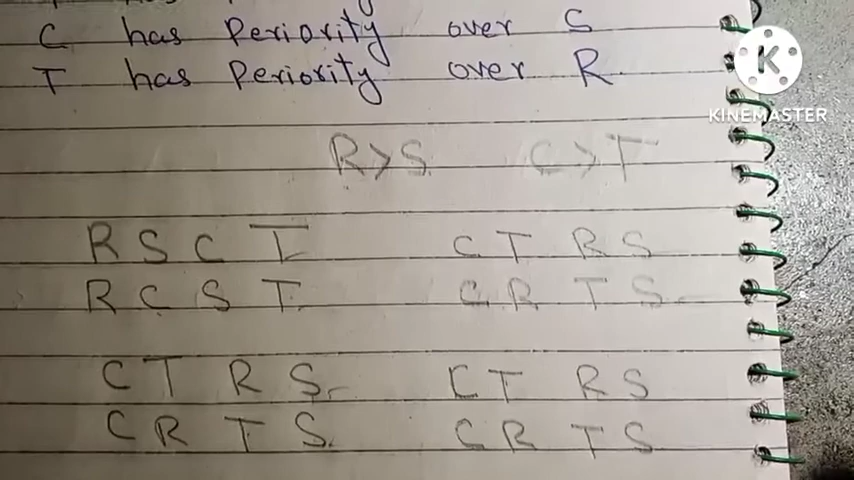 C has Periority over S
T has Periority over R.
K
KINEMASTER
R>S C>T
R S C T C T R S
R C S T C R T S
C T R S C T R S
C R T S C R T S